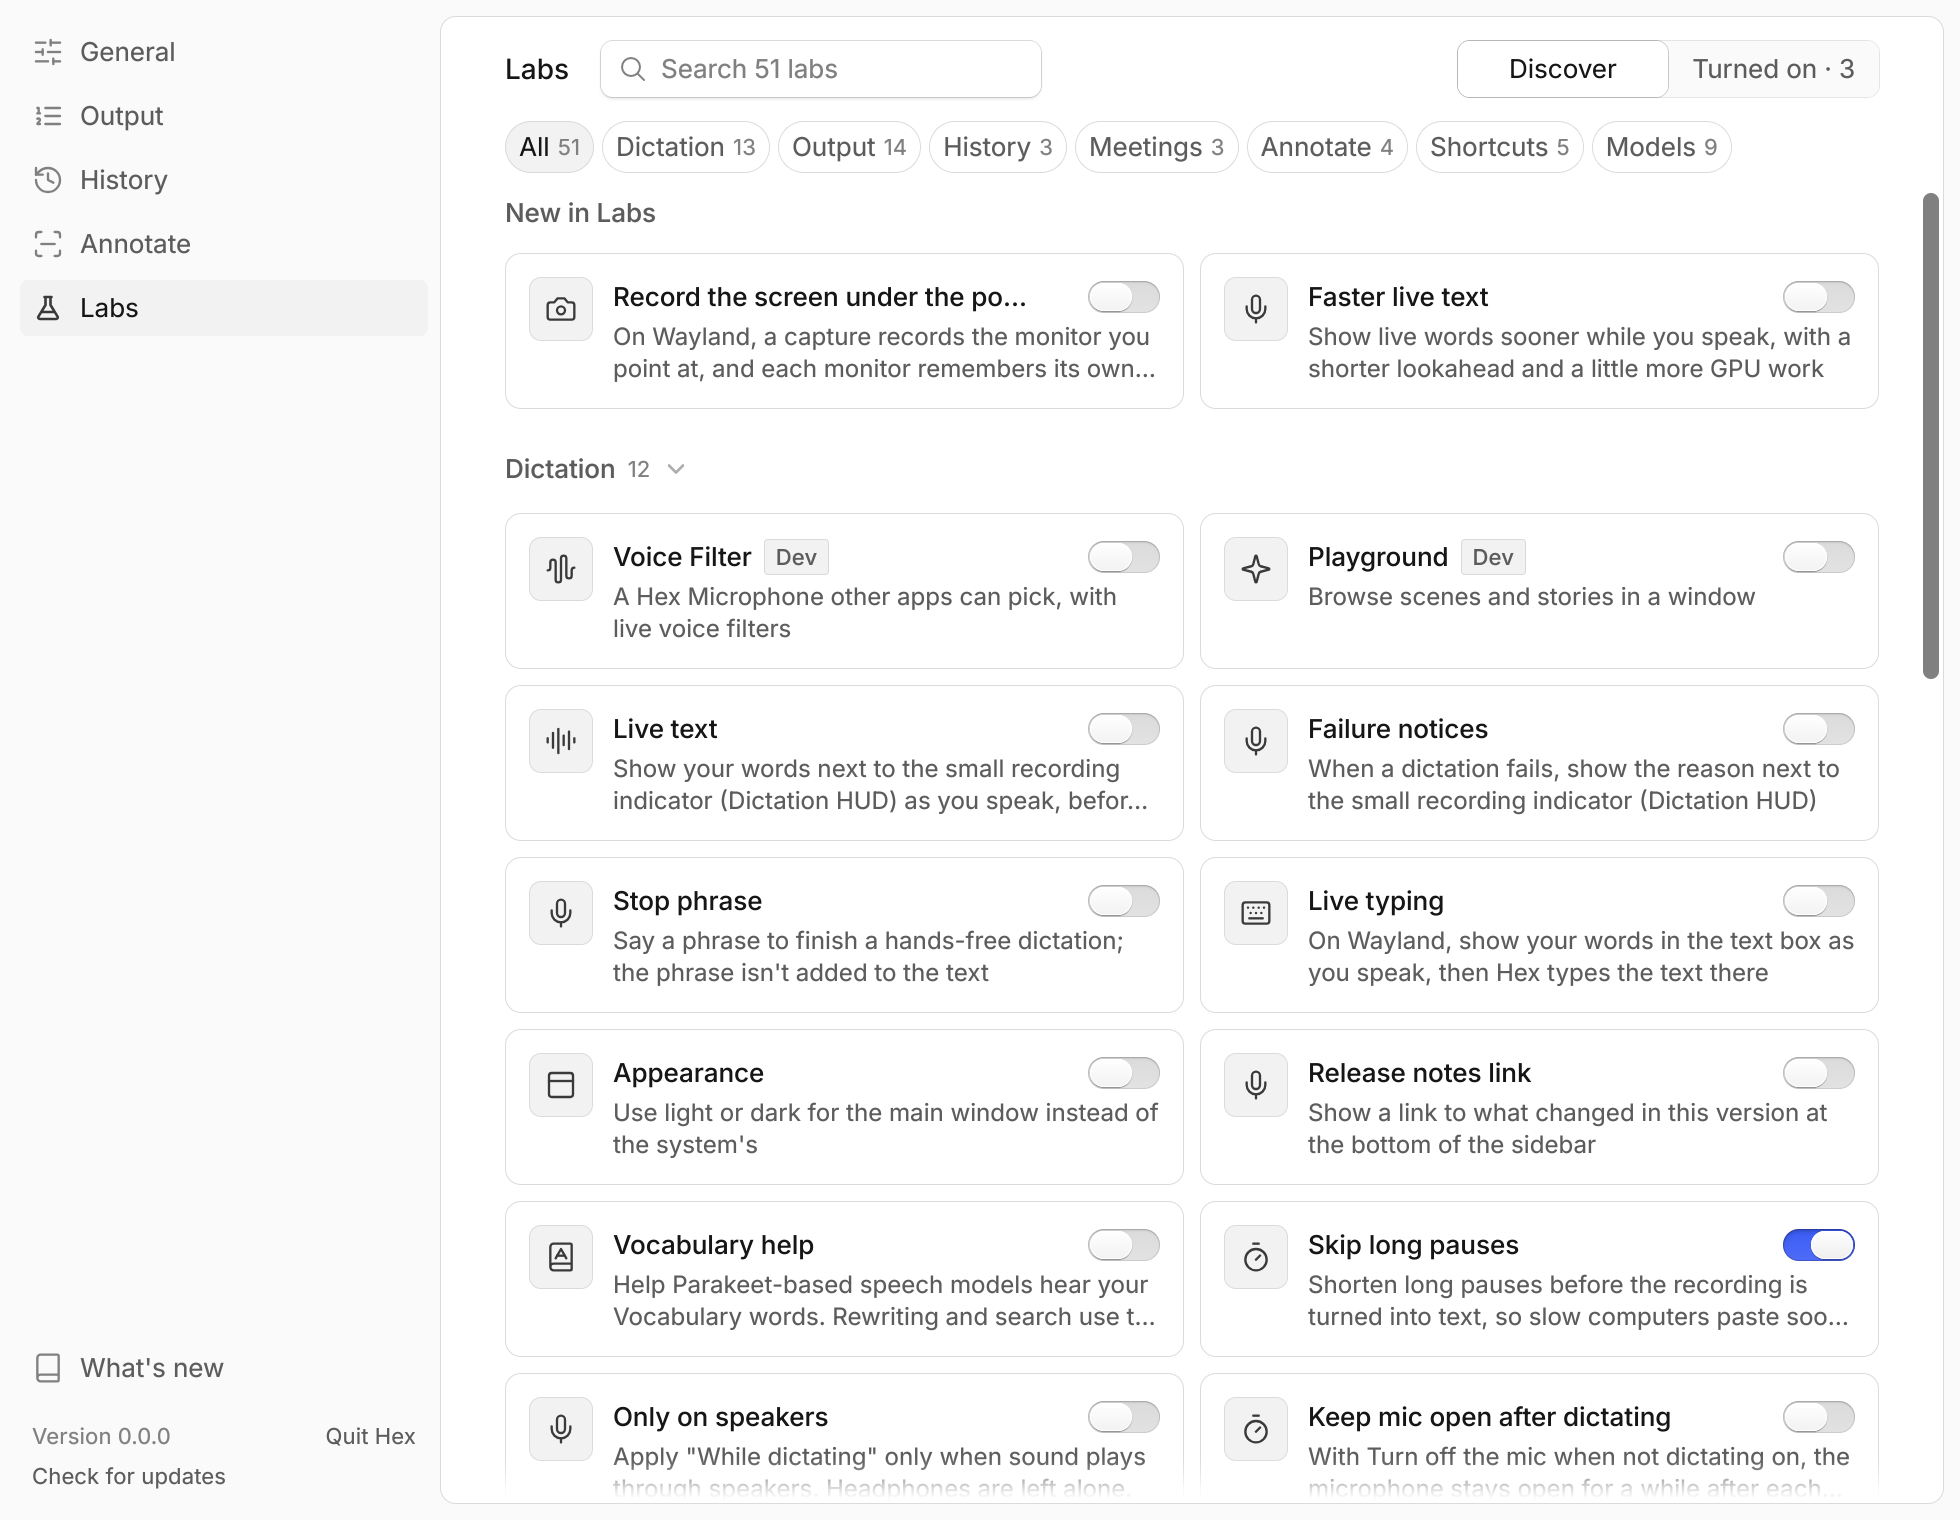 General
Output
History
Annotate
Labs
What's new
Version 0.0.0
Quit Hex
Check for updates
Labs
Search 51 labs
Discover
Turned on · 3
All 51
Dictation 13
Output 14
History 3
Meetings 3
Annotate 4
Shortcuts 5
Models 9
New in Labs
Record the screen under the po...
On Wayland, a capture records the monitor you
point at, and each monitor remembers its own...
Faster live text
Show live words sooner while you speak, with a
shorter lookahead and a little more GPU work
Dictation 12
Voice Filter Dev
A Hex Microphone other apps can pick, with
live voice filters
Playground Dev
Browse scenes and stories in a window
Live text
Show your words next to the small recording
indicator (Dictation HUD) as you speak, befor...
Failure notices
When a dictation fails, show the reason next to
the small recording indicator (Dictation HUD)
Stop phrase
Say a phrase to finish a hands-free dictation;
the phrase isn't added to the text
Live typing
On Wayland, show your words in the text box as
you speak, then Hex types the text there
Appearance
Use light or dark for the main window instead of
the system's
Release notes link
Show a link to what changed in this version at
the bottom of the sidebar
Vocabulary help
Help Parakeet-based speech models hear your
Vocabulary words. Rewriting and search use t...
Skip long pauses
Shorten long pauses before the recording is
turned into text, so slow computers paste soo...
Only on speakers
Apply "While dictating" only when sound plays
through speakers. Headphones are left alone.
Keep mic open after dictating
With Turn off the mic when not dictating on, the
microphone stays open for a while after each...